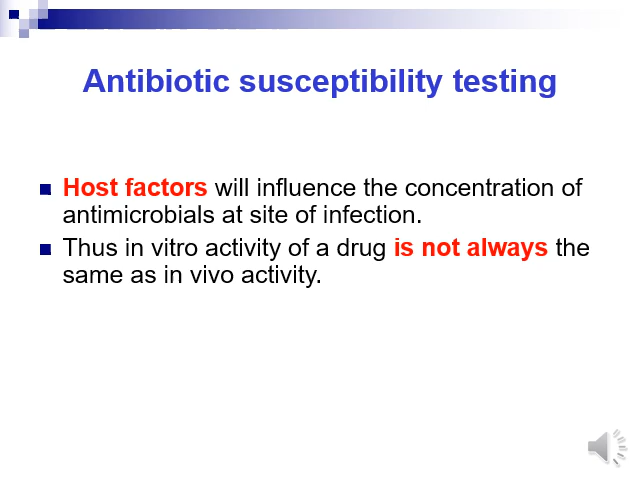 Antibiotic susceptibility testing
Host factors will influence the concentration of
antimicrobials at site of infection.
Thus in vitro activity of a drug is not always the
same as in vivo activity.